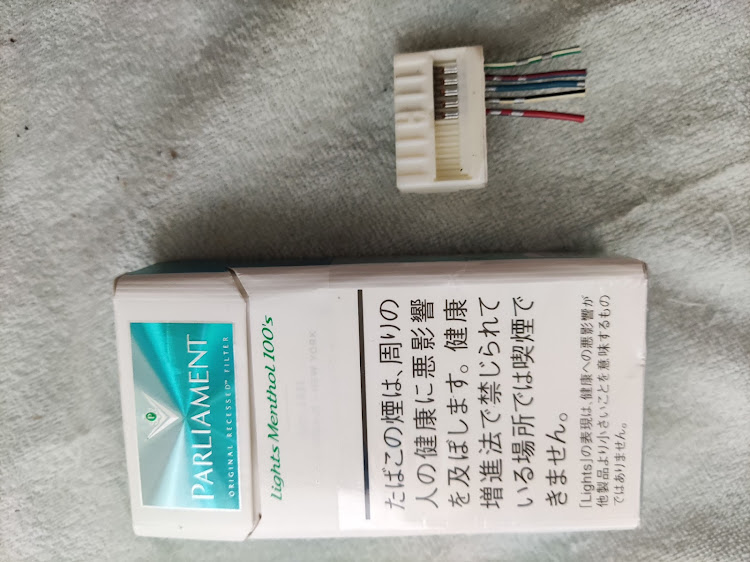 PARLIAMENT
ORIGINAL RECESSED™ FILTER
Lights Menthol 100's
NEW YORK
たばこの煙は、周りの
人の健康に悪影響
を及ぼします。健康
増進法で禁じられて
いる場所では喫煙で
きません。
「Lights」の表現は、健康への悪影響が
他製品より小さいことを意味するもの
ではありません。